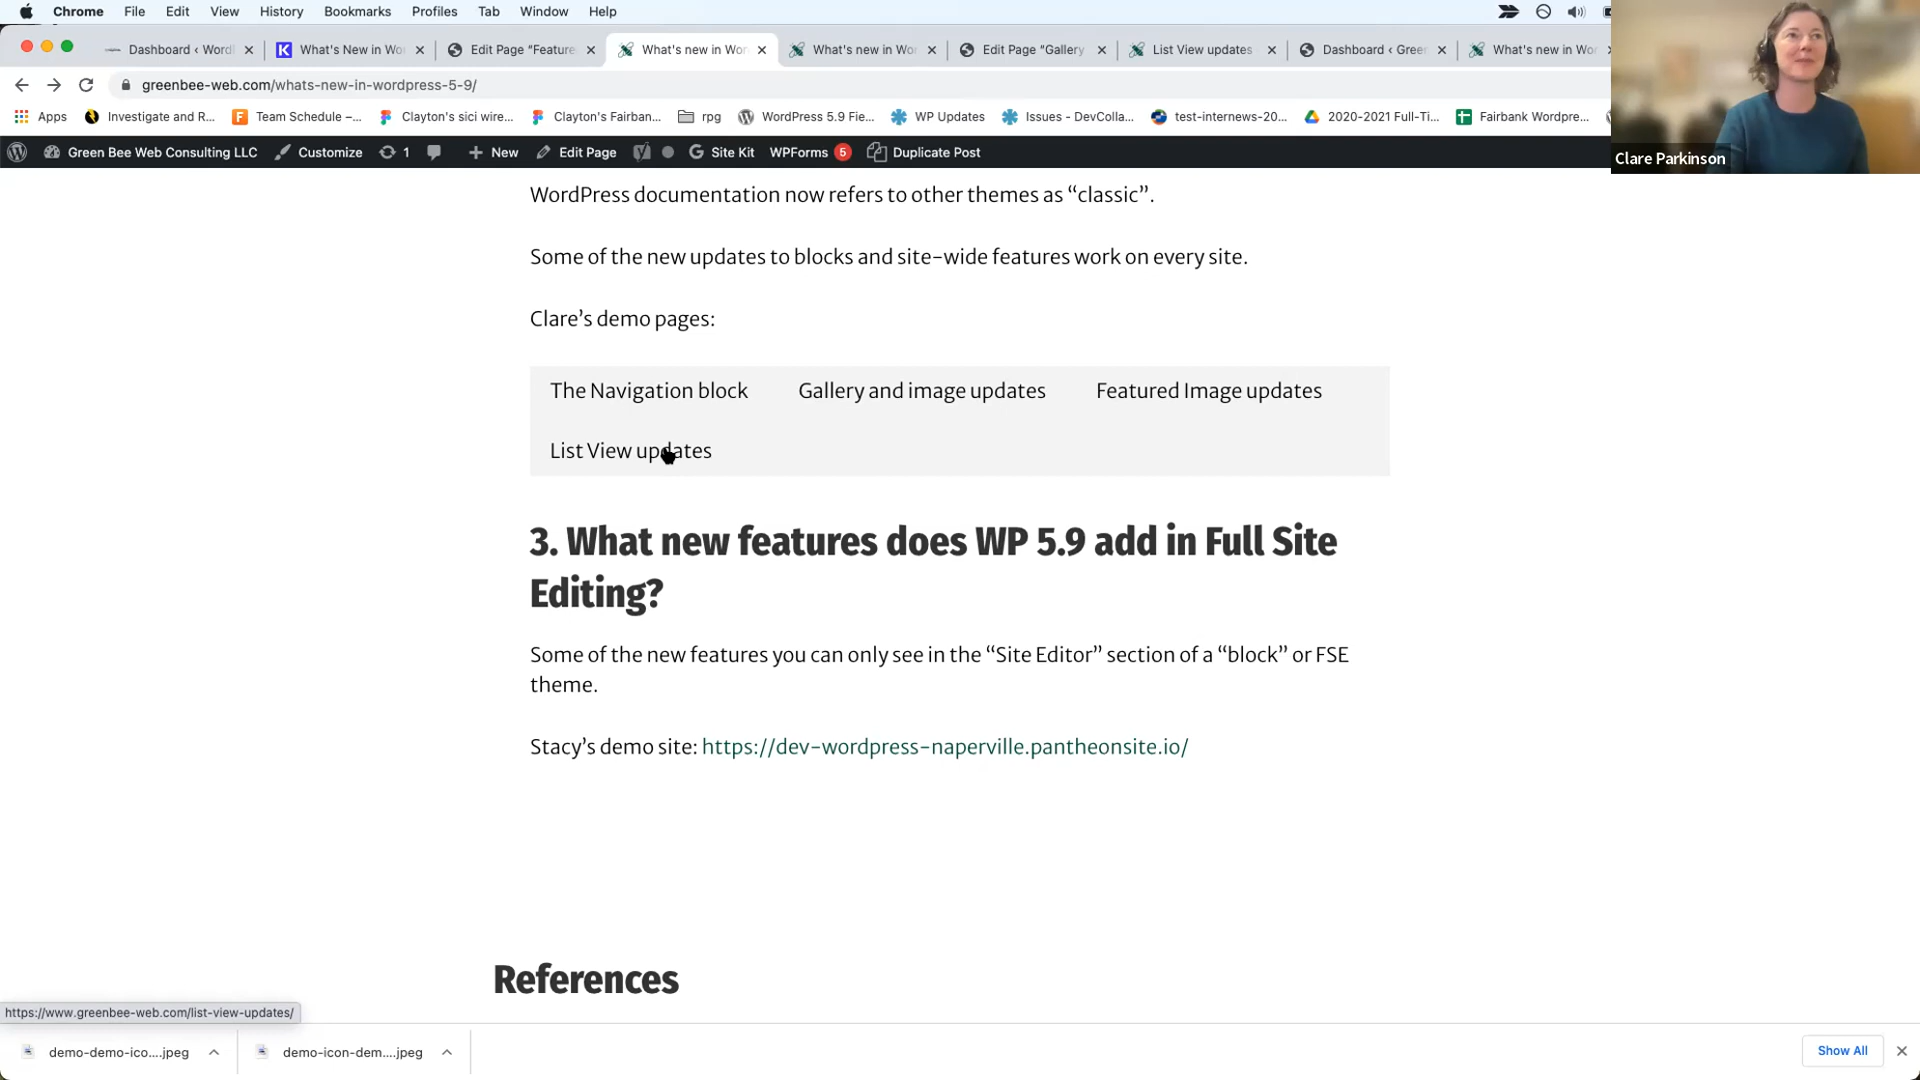 Chrome File Edit View History Bookmarks Profiles Tab Window Help
Dashboard ‹ Word What's New in Wo Edit Page "Feature What's new in Wor What's new in Wo Edit Page "Gallery List View updates Dashboard ‹ Gree What's new in Wo
greenbee-web.com/whats-new-in-wordpress-5-9/
Apps Investigate and R... Team Schedule –... Clayton's sici wire... Clayton's Fairban... rpg WordPress 5.9 Fie... WP Updates Issues - DevColla... test-internews-20... 2020-2021 Full-Ti... Fairbank Wordpre...
Green Bee Web Consulting LLC Customize 1 New Edit Page Site Kit WPForms 5 Duplicate Post
Clare Parkinson
WordPress documentation now refers to other themes as “classic”.
Some of the new updates to blocks and site-wide features work on every site.
Clare’s demo pages:
The Navigation block Gallery and image updates Featured Image updates
List View updates
3. What new features does WP 5.9 add in Full Site
Editing?
Some of the new features you can only see in the “Site Editor” section of a “block” or FSE
theme.
Stacy’s demo site: https://dev-wordpress-naperville.pantheonsite.io/
References
https://www.greenbee-web.com/list-view-updates/
demo-demo-ico....jpeg demo-icon-dem....jpeg Show All